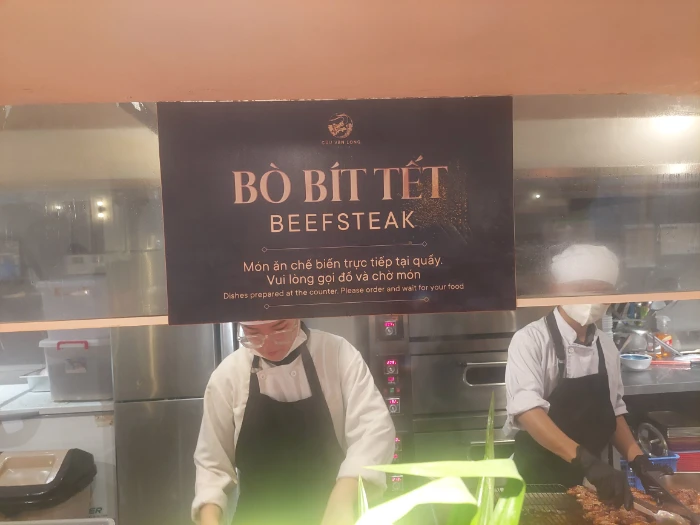 BÒ BÍT TẾT
BEEFSTEAK
Món ăn chế biến trực tiếp tại quầy.
Vui lòng gọi đồ và chờ món
Dishes prepared at the counter. Please order and wait for your food